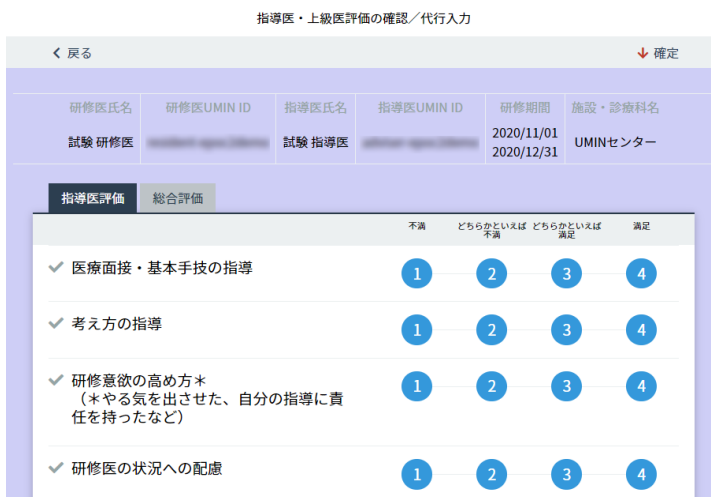 指導医・上級医評価の確認／代行入力
戻る
確定
研修医氏名 研修医UMIN ID 指導医氏名 指導医UMIN ID 研修期間 施設・診療科名
試験 研修医 試験 指導医 2020/11/01 UMINセンター
2020/12/31
指導医評価 総合評価
不満 どちらかといえば どちらかといえば 満足
不満 満足
医療面接・基本手技の指導 1 2 3 4
考え方の指導 1 2 3 4
研修意欲の高め方＊ 1 2 3 4
（＊やる気を出させた、自分の指導に責
任を持ったなど）
研修医の状況への配慮 1 2 3 4